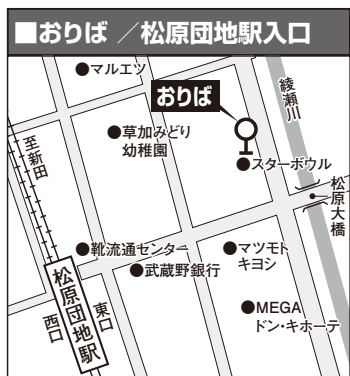 ■おりば ／松原団地駅入口
●マルエツ
おりば
綾瀬川
●草加みどり
幼稚園
至新田
●スターボウル
松原大橋
●靴流通センター
●マツモト
キヨシ
●武蔵野銀行
松原団地駅
東口
西口
●MEGA
ドン・キホーテ